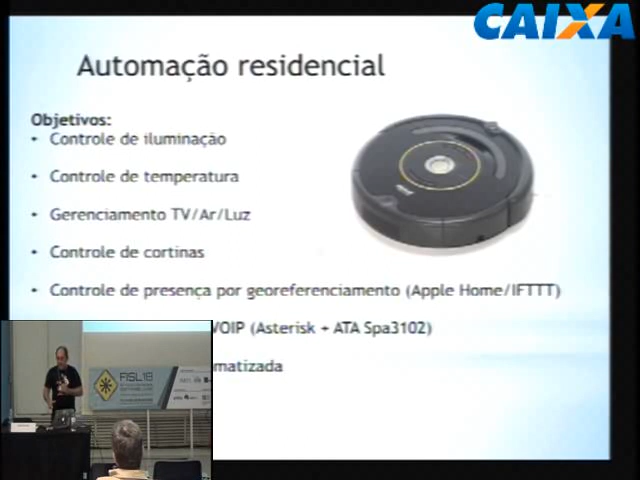 CAIXA
Automação residencial
Objetivos:
• Controle de iluminação
• Controle de temperatura
• Gerenciamento TV/Ar/Luz
• Controle de cortinas
• Controle de presença por georeferenciamento (Apple Home/IFTTT)
VOIP (Asterisk + ATA Spa3102)
matizada
FISL18